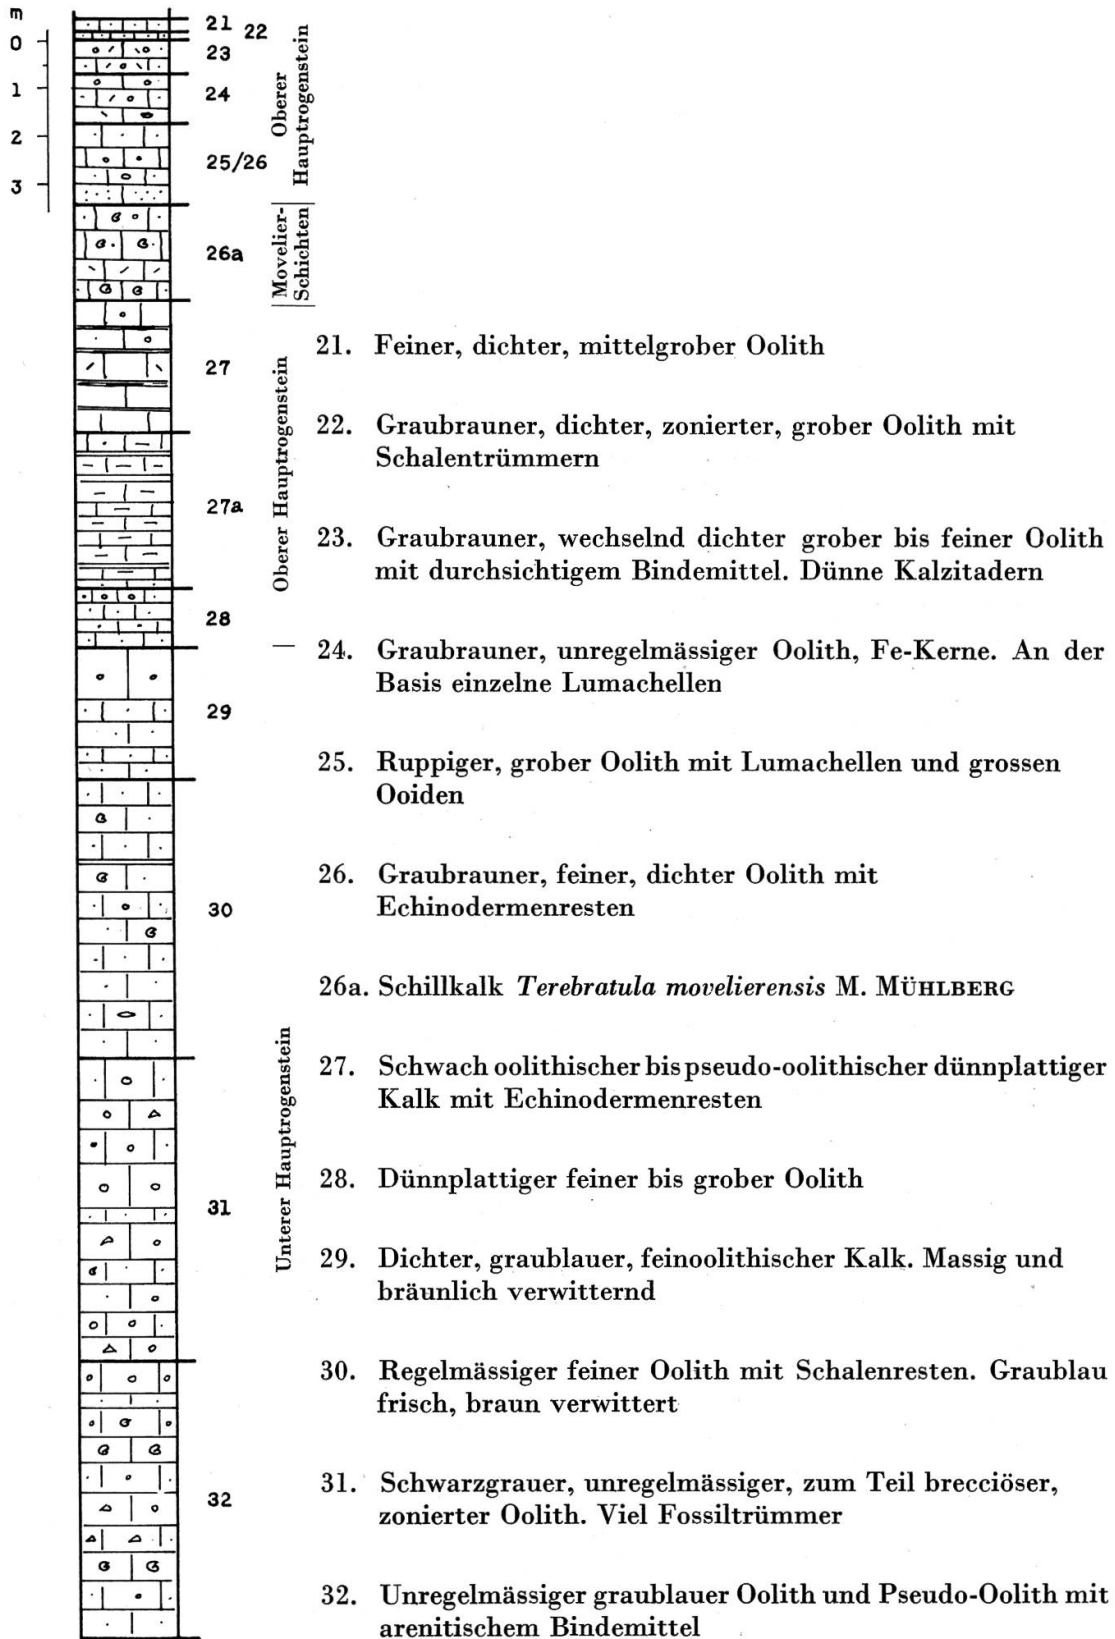 m
0
1
2
3
21
22
23
24
25/26
26a
27
27a
28
29
30
31
32
Oberer
Hauptrogenstein
Movelier-
Schichten
Oberer Hauptrogenstein
Unterer Hauptrogenstein
21. Feiner, dichter, mittelgrober Oolith
22. Graubrauner, dichter, zonierter, grober Oolith mit
Schalentrümmern
23. Graubrauner, wechselnd dichter grober bis feiner Oolith
mit durchsichtigem Bindemittel. Dünne Kalzitadern
24. Graubrauner, unregelmässiger Oolith, Fe-Kerne. An der
Basis einzelne Lumachellen
25. Ruppiger, grober Oolith mit Lumachellen und grossen
Ooiden
26. Graubrauner, feiner, dichter Oolith mit
Echinodermenresten
26a. Schillkalk Terebratula movelierensis M. MÜHLBERG
27. Schwach oolithischer bis pseudo-oolithischer dünnplattiger
Kalk mit Echinodermenresten
28. Dünnplattiger feiner bis grober Oolith
29. Dichter, graublauer, feinoolithischer Kalk. Massig und
bräunlich verwitternd
30. Regelmässiger feiner Oolith mit Schalenresten. Graublau
frisch, braun verwittert
31. Schwarzgrauer, unregelmässiger, zum Teil brecciöser,
zonierter Oolith. Viel Fossiltrümmer
32. Unregelmässiger graublauer Oolith und Pseudo-Oolith mit
arenitischem Bindemittel